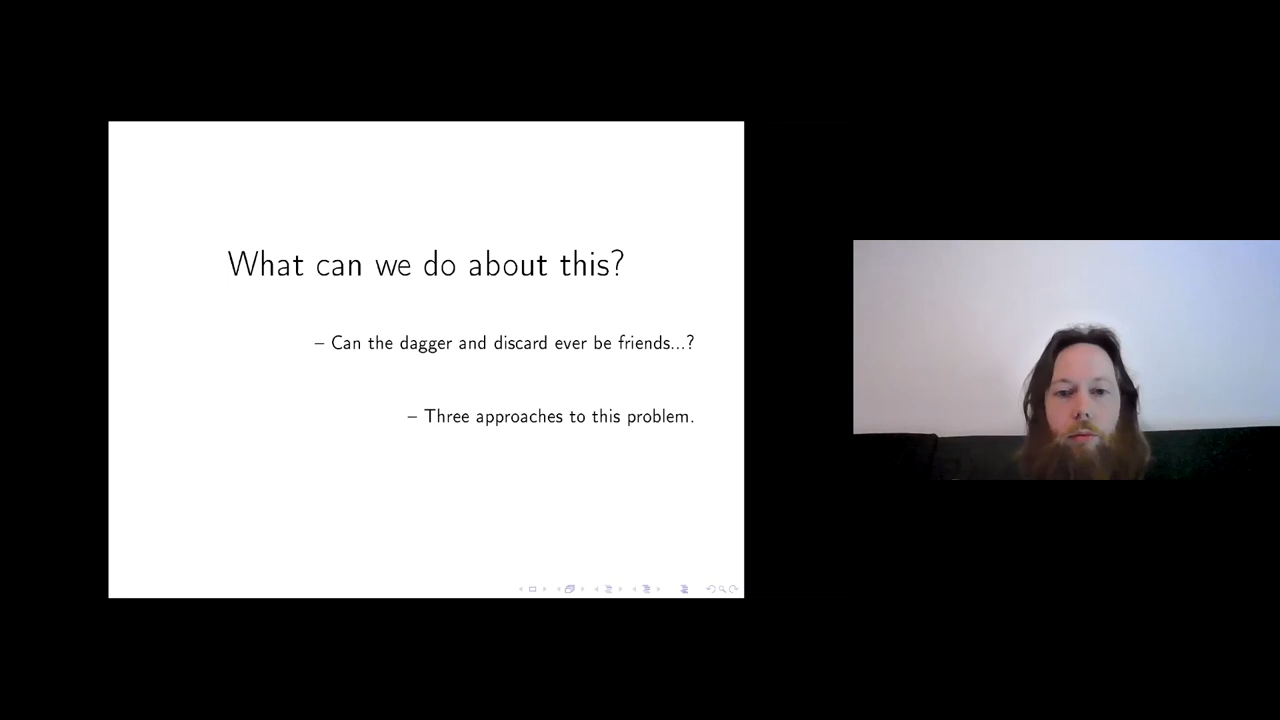 What can we do about this?
– Can the dagger and discard ever be friends...?
– Three approaches to this problem.